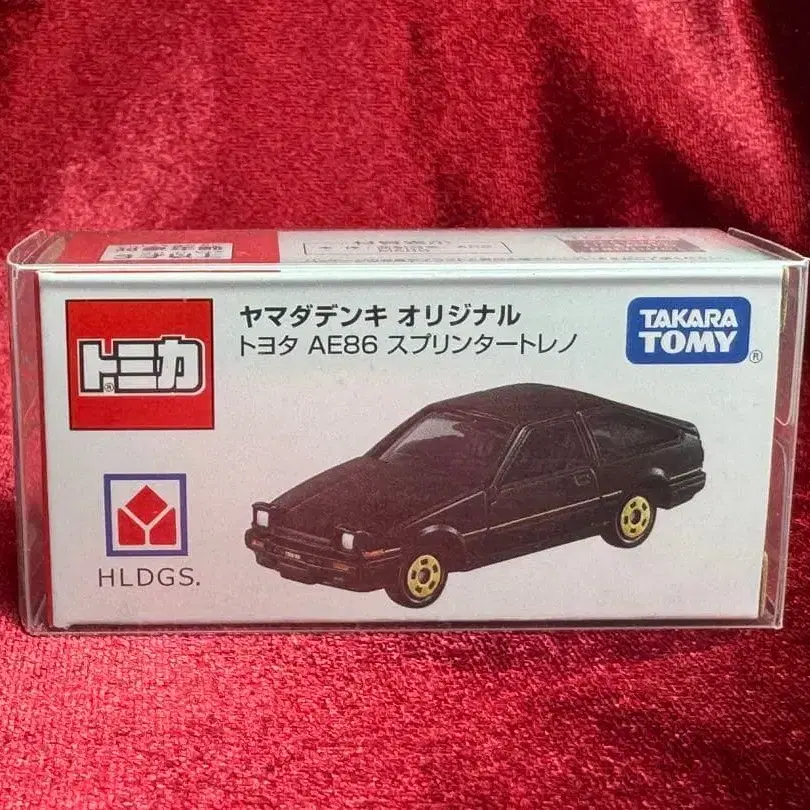 トミカ
ヤマダデンキ オリジナル
トヨタ AE86 スプリンタートレノ
TAKARA
TOMY
HLDGS.